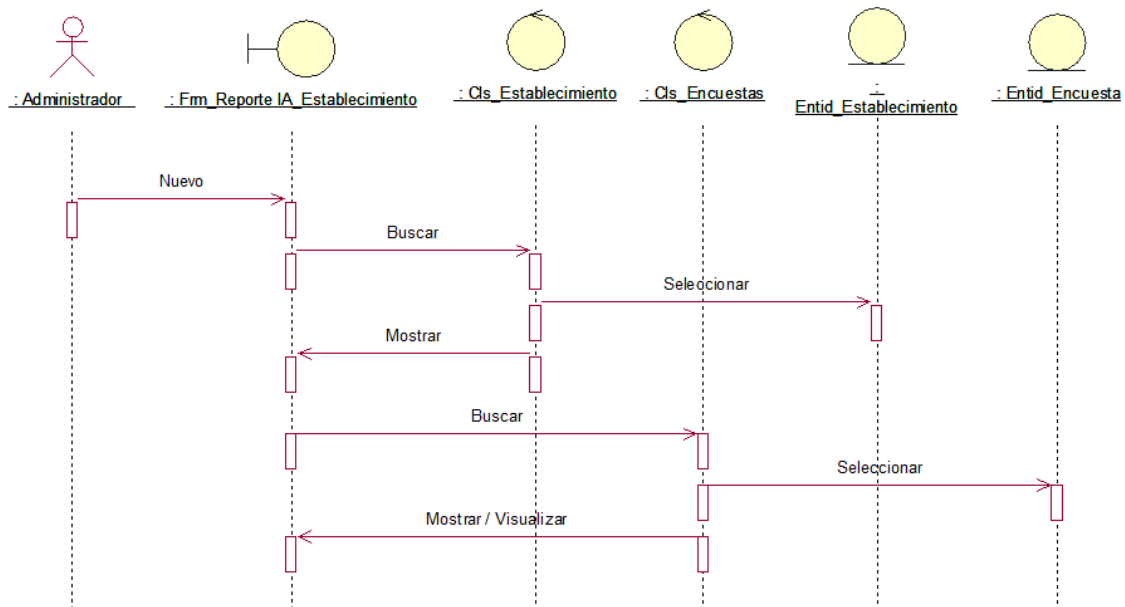 : Administrador
: Frm_Reporte IA_Establecimiento
: Cls_Establecimiento
: Cls_Encuestas
:
Entid_Establecimiento
: Entid_Encuesta
Nuevo
Buscar
Seleccionar
Mostrar
Buscar
Seleccionar
Mostrar / Visualizar